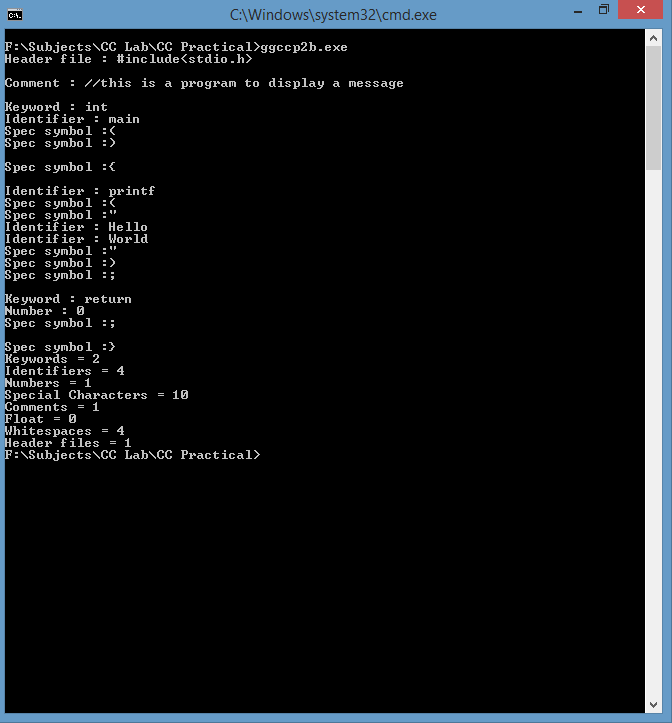 C:\Windows\system32\cmd.exe
F:\Subjects\CC Lab\CC Practical>ggccp2b.exe
Header file : #include<stdio.h>
Comment : //this is a program to display a message
Keyword : int
Identifier : main
Spec symbol :(
Spec symbol :)
Spec symbol :{
Identifier : printf
Spec symbol :(
Spec symbol :"
Identifier : Hello
Identifier : World
Spec symbol :"
Spec symbol :)
Spec symbol :;
Keyword : return
Number : 0
Spec symbol :;
Spec symbol :}
Keywords = 2
Identifiers = 4
Numbers = 1
Special Characters = 10
Comments = 1
Float = 0
Whitespaces = 4
Header files = 1
F:\Subjects\CC Lab\CC Practical>